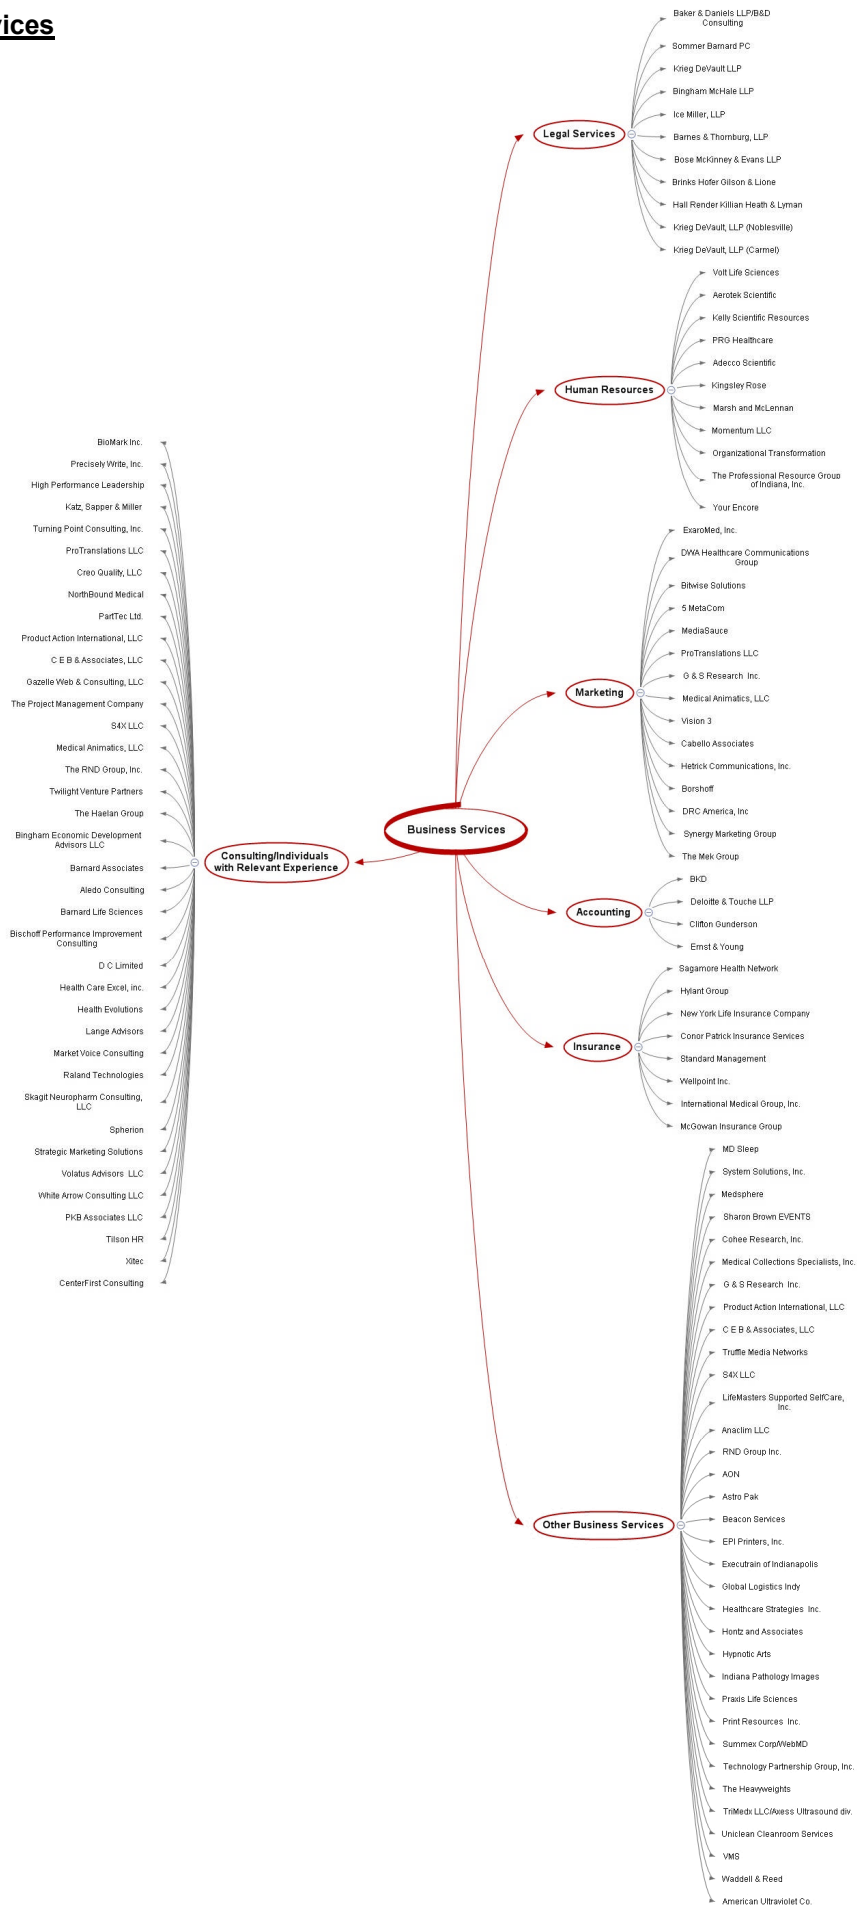 vices
Baker & Daniels LLP/B&D
Consulting
Sommer Barnard PC
Krieg DeVault LLP
Bingham McHale LLP
Ice Miller, LLP
Legal Services
Barnes & Thornburg, LLP
Bose McKinney & Evans LLP
Brinks Hofer Gilson & Lione
Hall Render Killian Heath & Lyman
Krieg DeVault, LLP (Noblesville)
Krieg DeVault, LLP (Carmel)
Volt Life Sciences
Aerotek Scientific
Kelly Scientific Resources
PRG Healthcare
Adecco Scientific
Human Resources
Kingsley Rose
Marsh and McLennan
Momentum LLC
Organizational Transformation
The Professional Resource Group
of Indiana, Inc.
Your Encore
ExaroMed, Inc.
DWA Healthcare Communications
Group
Bitwise Solutions
5 MetaCom
MediaSauce
ProTranslations LLC
G & S Research  Inc.
Marketing
Medical Animatics, LLC
Vision 3
Cabello Associates
Hetrick Communications, Inc.
Borshoff
DRC America, Inc
Synergy Marketing Group
The Mek Group
Business Services
BKD
Deloitte & Touche LLP
Accounting
Clifton Gunderson
Ernst & Young
Sagamore Health Network
Hylant Group
New York Life Insurance Company
Conor Patrick Insurance Services
Insurance
Standard Management
Wellpoint Inc.
International Medical Group, Inc.
McGowan Insurance Group
MD Sleep
System Solutions, Inc.
Medsphere
Sharon Brown EVENTS
Cohee Research, Inc.
Medical Collections Specialists, Inc.
G & S Research  Inc.
Product Action International, LLC
C E B & Associates, LLC
Truffle Media Networks
S4X LLC
LifeMasters Supported SelfCare,
Inc.
Anaclim LLC
RND Group Inc.
AON
Astro Pak
Beacon Services
Other Business Services
EPI Printers, Inc.
Executrain of Indianapolis
Global Logistics Indy
Healthcare Strategies  Inc.
Hontz and Associates
Hypnotic Arts
Indiana Pathology Images
Praxis Life Sciences
Print Resources  Inc.
Summex Corp/WebMD
Technology Partnership Group, Inc.
The Heavyweights
TriMedx LLC/Axess Ultrasound div.
Uniclean Cleanroom Services
VMS
Waddell & Reed
American Ultraviolet Co.
BioMark Inc.
Precisely Write, Inc.
High Performance Leadership
Katz, Sapper & Miller
Turning Point Consulting, Inc.
ProTranslations LLC
Creo Quality, LLC
NorthBound Medical
PartTec Ltd.
Product Action International, LLC
C E B & Associates, LLC
Gazelle Web & Consulting, LLC
The Project Management Company
S4X LLC
Medical Animatics, LLC
The RND Group, Inc.
Twilight Venture Partners
The Haelan Group
Bingham Economic Development
Advisors LLC
Consulting/Individuals
with Relevant Experience
Barnard Associates
Aledo Consulting
Barnard Life Sciences
Bischoff Performance Improvement
Consulting
D C Limited
Health Care Excel, inc.
Health Evolutions
Lange Advisors
Market Voice Consulting
Raland Technologies
Skagit Neuropharm Consulting,
LLC
Spherion
Strategic Marketing Solutions
Volatus Advisors  LLC
White Arrow Consulting LLC
PKB Associates LLC
Tilson HR
Xitec
CenterFirst Consulting